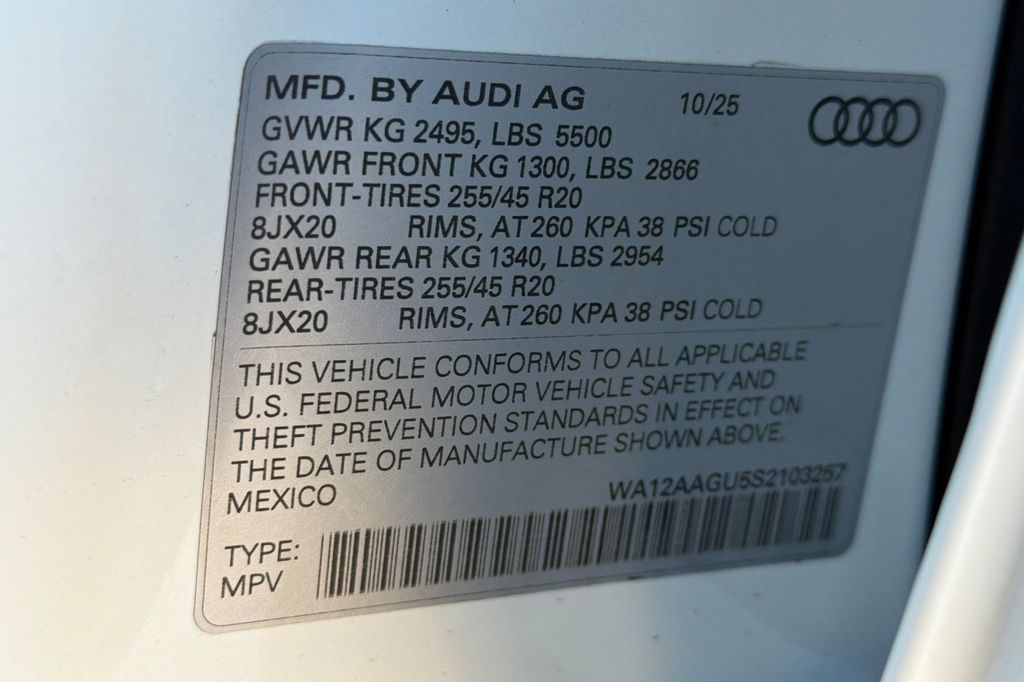 MFD. BY AUDI AG 10/25
GVWR KG 2495, LBS 5500
GAWR FRONT KG 1300, LBS 2866
FRONT-TIRES 255/45 R20
8JX20 RIMS, AT 260 KPA 38 PSI COLD
GAWR REAR KG 1340, LBS 2954
REAR-TIRES 255/45 R20
8JX20 RIMS, AT 260 KPA 38 PSI COLD
THIS VEHICLE CONFORMS TO ALL APPLICABLE
U.S. FEDERAL MOTOR VEHICLE SAFETY AND
THEFT PREVENTION STANDARDS IN EFFECT ON
THE DATE OF MANUFACTURE SHOWN ABOVE.
MEXICO WA12AAGU5S2103257
TYPE:
MPV